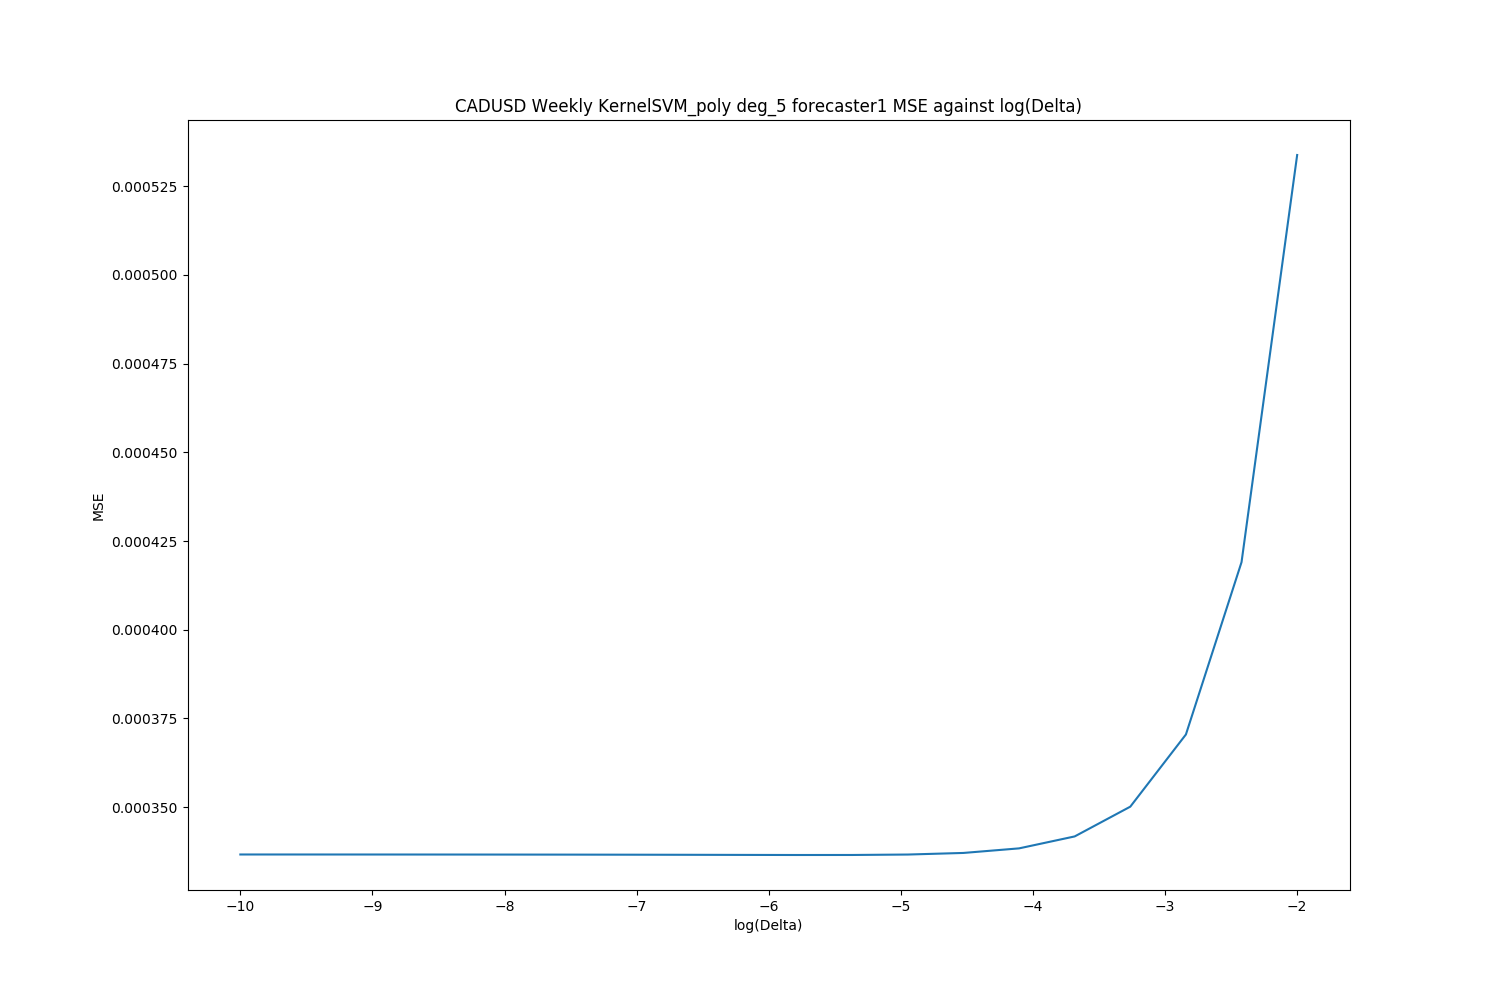 CADUSD Weekly KernelSVM_poly deg_5 forecaster1 MSE against log(Delta)
0.000525
0.000500
0.000475
0.000450
0.000425
0.000400
0.000375
0.000350
MSE
−10 −9 −8 −7 −6 −5 −4 −3 −2
log(Delta)